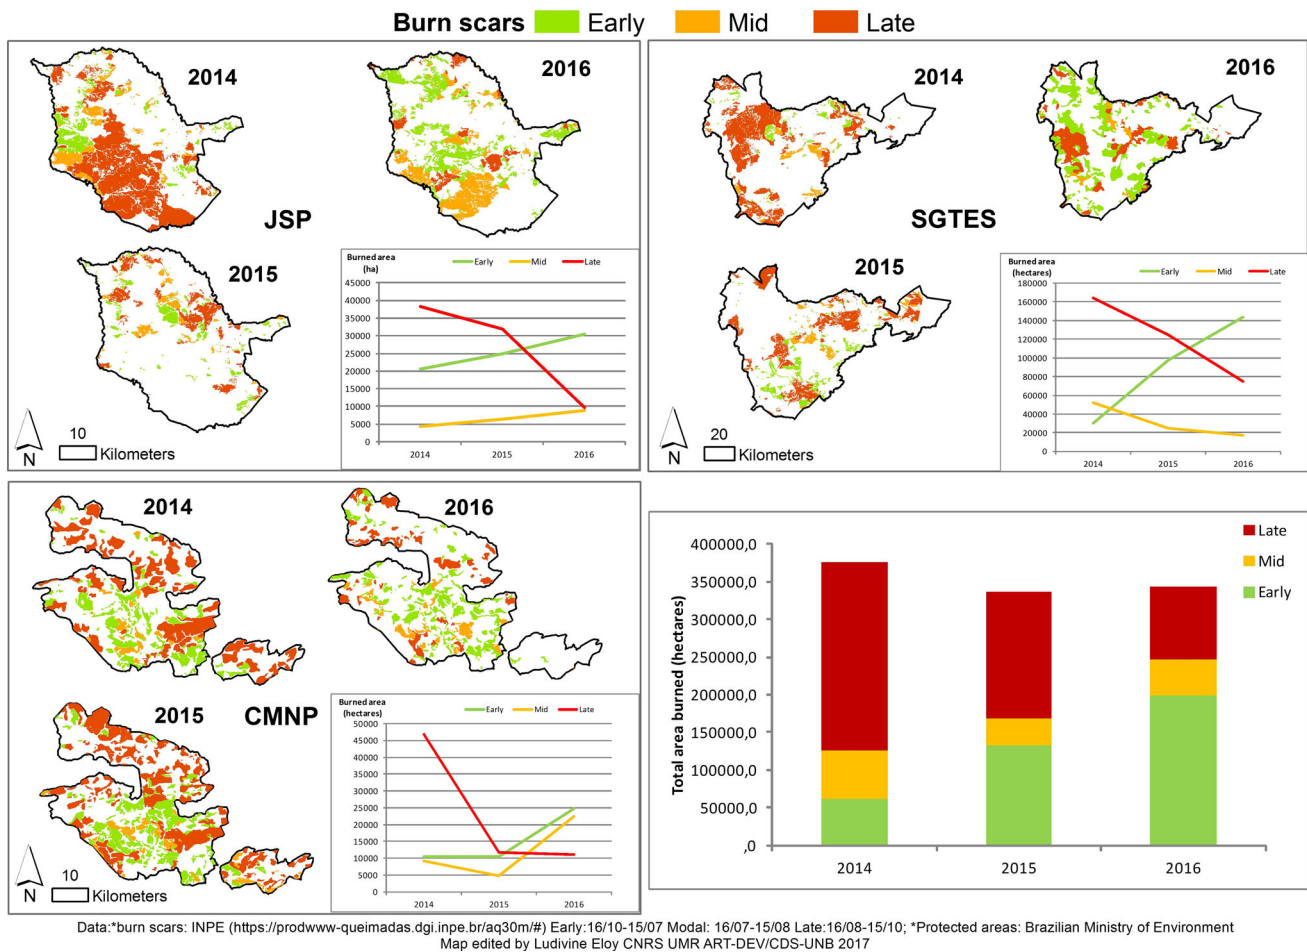 Burn scars Early Mid Late
2014
2016
JSP
2015
10
Kilometers
N
Burned area
(ha)
Early Mid Late
45000
40000
35000
30000
25000
20000
15000
10000
5000
0
2014 2015 2016
2014
2016
SGTES
2015
20
Kilometers
N
Burned area
(hectares)
Early Mid Late
180000
160000
140000
120000
100000
80000
60000
40000
20000
0
2014 2015 2016
2014
2016
2015
CMNP
10
Kilometers
N
Burned area
(hectares)
Early Mid Late
50000
45000
40000
35000
30000
25000
20000
15000
10000
5000
0
2014 2015 2016
Late
Mid
Early
Total area burned (hectares)
400000,0
350000,0
300000,0
250000,0
200000,0
150000,0
100000,0
50000,0
,0
2014 2015 2016
Data:*burn scars: INPE (https://prodwww-queimadas.dgi.inpe.br/aq30m/#) Early:16/10-15/07 Modal: 16/07-15/08 Late:16/08-15/10; *Protected areas: Brazilian Ministry of Environment
Map edited by Ludivine Eloy CNRS UMR ART-DEV/CDS-UNB 2017